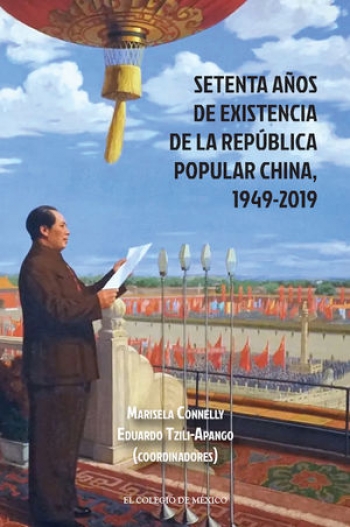 SETENTA AÑOS
DE EXISTENCIA
DE LA REPÚBLICA
POPULAR CHINA,
1949-2019
MARISELA CONNELLY
EDUARDO TZILI-APANGO
(COORDINADORES)
EL COLEGIO DE MÉXICO